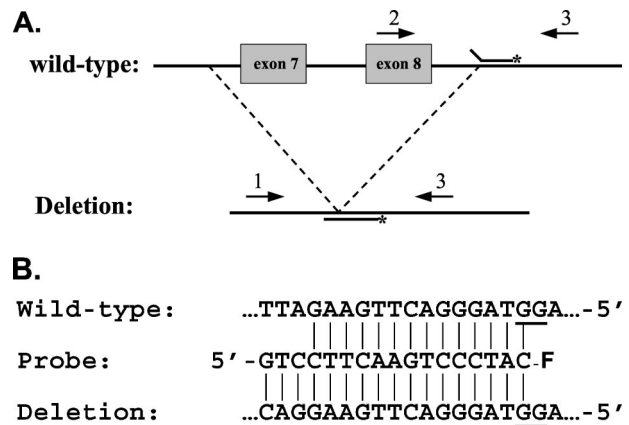 A.
2 3
wild-type: exon 7 exon 8 *
1 3
Deletion: *
B.
Wild-type: …TTAGAAGTTCAGGGATGGA…-5'
Probe: 5'-GTCCTTCAAGTCCCTAC-F
Deletion: …CAGGAAGTTCAGGGATGGA…-5'